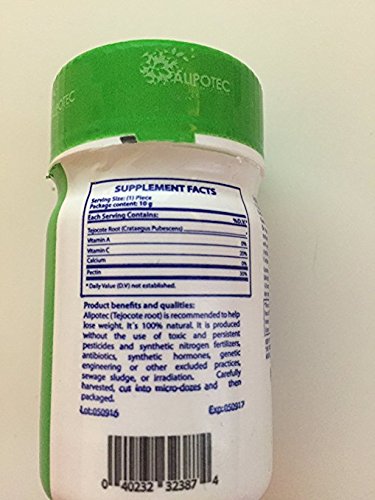 ALIPOTEC
SUPPLEMENT FACTS
Serving Size: (1) Piece
Package content: 10 g
Each Serving Contains: %D.V.*
Tejocote Root (Crataegus Pubescens) *
Vitamin A 0%
Vitamin C 20%
Calcium 0%
Pectin
* Daily Value (D.V) not established.
Product benefits and qualities:
Alipotec (Tejocote root) is recommended to help
lose weight. It´s 100% natural. It is produced
without the use of toxic and persistent
pesticides and synthetic nitrogen fertilizers,
antibiotics, synthetic hormones, genetic
engineering or other excluded practices,
sewage sludge, or irradiation. Carefully
harvested, cut into micro-dozes and then
packaged.
Lot:050916 Exp:050917
0 40232 32387 4